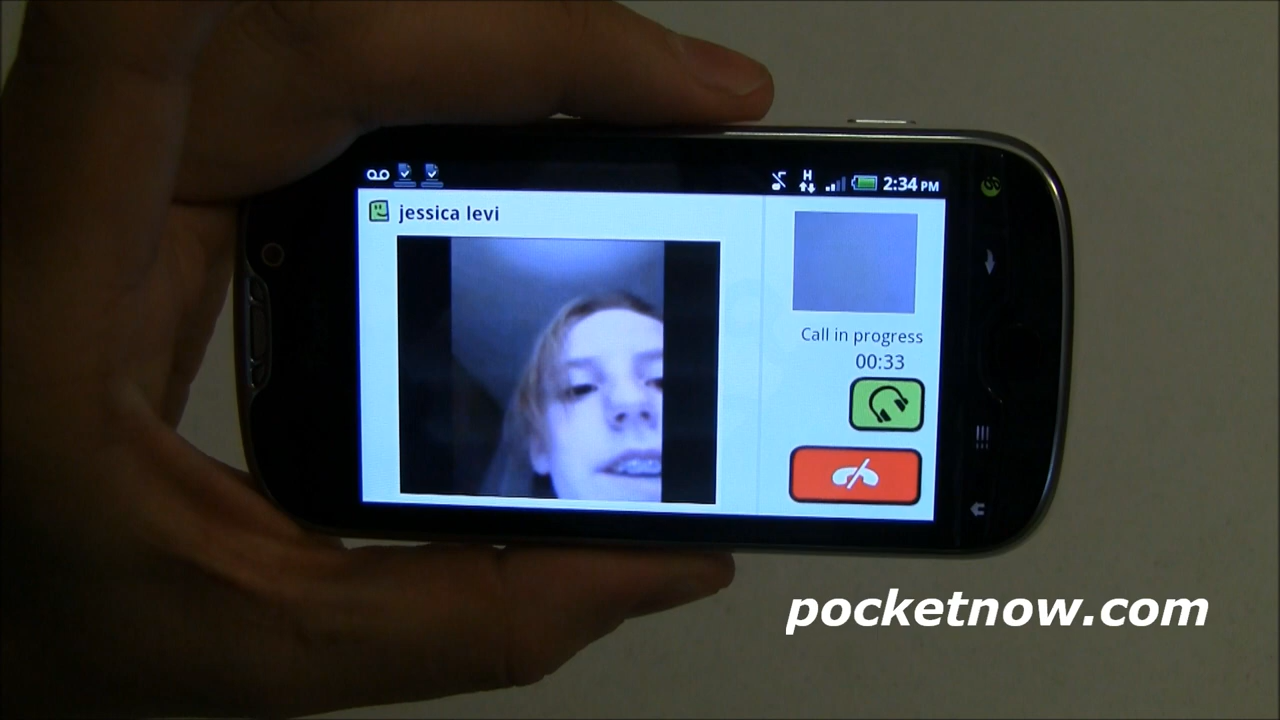 H
2:34 PM
jessica levi
Call in progress
00:33
pocketnow.com